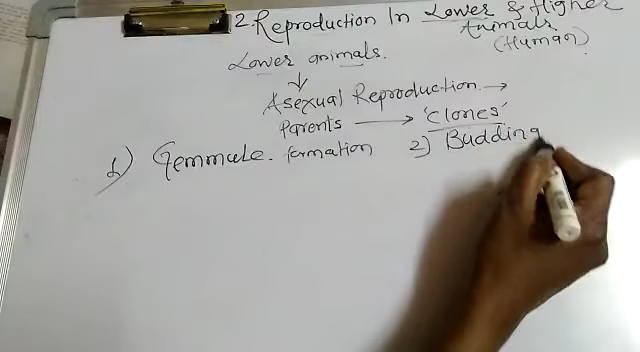 2. Reproduction In Lower & Higher
Animals
(Human)
Lower animals.
Asexual Reproduction →
Parents → 'Clones'
1) Gemmule formation 2) Budding